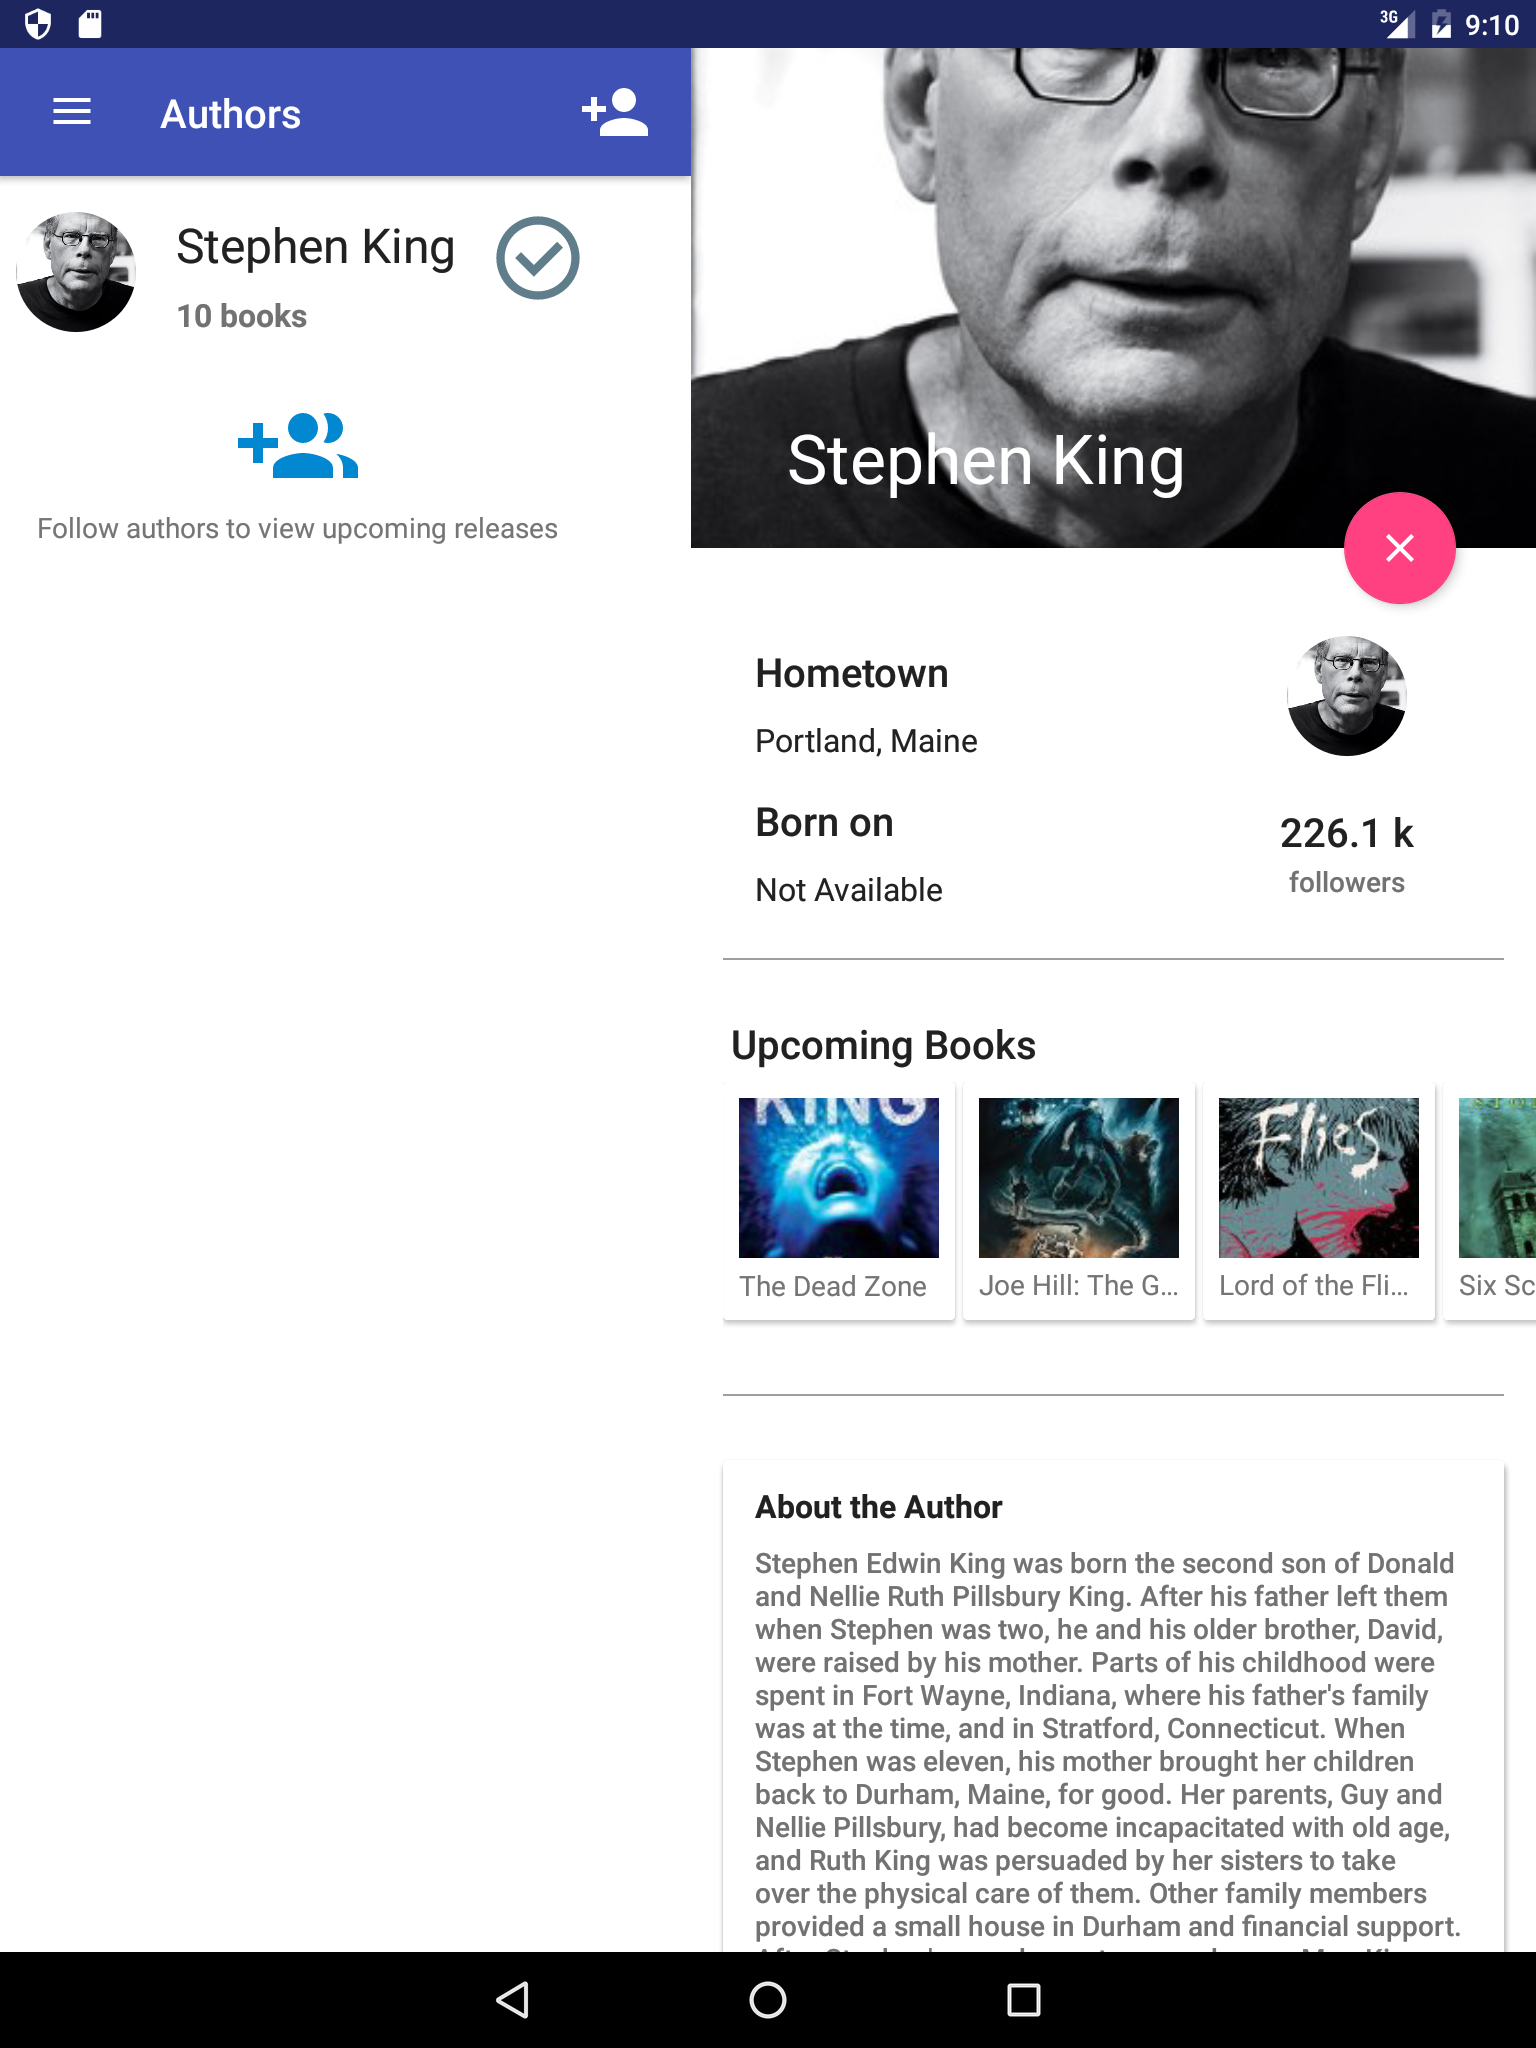 3G 9:10
Authors
Stephen King
10 books
Follow authors to view upcoming releases
Stephen King
Hometown
Portland, Maine
Born on
Not Available
226.1 k
followers
Upcoming Books
KING
Flies
The Dead Zone
Joe Hill: The G...
Lord of the Fli...
Six Sc
About the Author
Stephen Edwin King was born the second son of Donald
and Nellie Ruth Pillsbury King. After his father left them
when Stephen was two, he and his older brother, David,
were raised by his mother. Parts of his childhood were
spent in Fort Wayne, Indiana, where his father's family
was at the time, and in Stratford, Connecticut. When
Stephen was eleven, his mother brought her children
back to Durham, Maine, for good. Her parents, Guy and
Nellie Pillsbury, had become incapacitated with old age,
and Ruth King was persuaded by her sisters to take
over the physical care of them. Other family members
provided a small house in Durham and financial support.